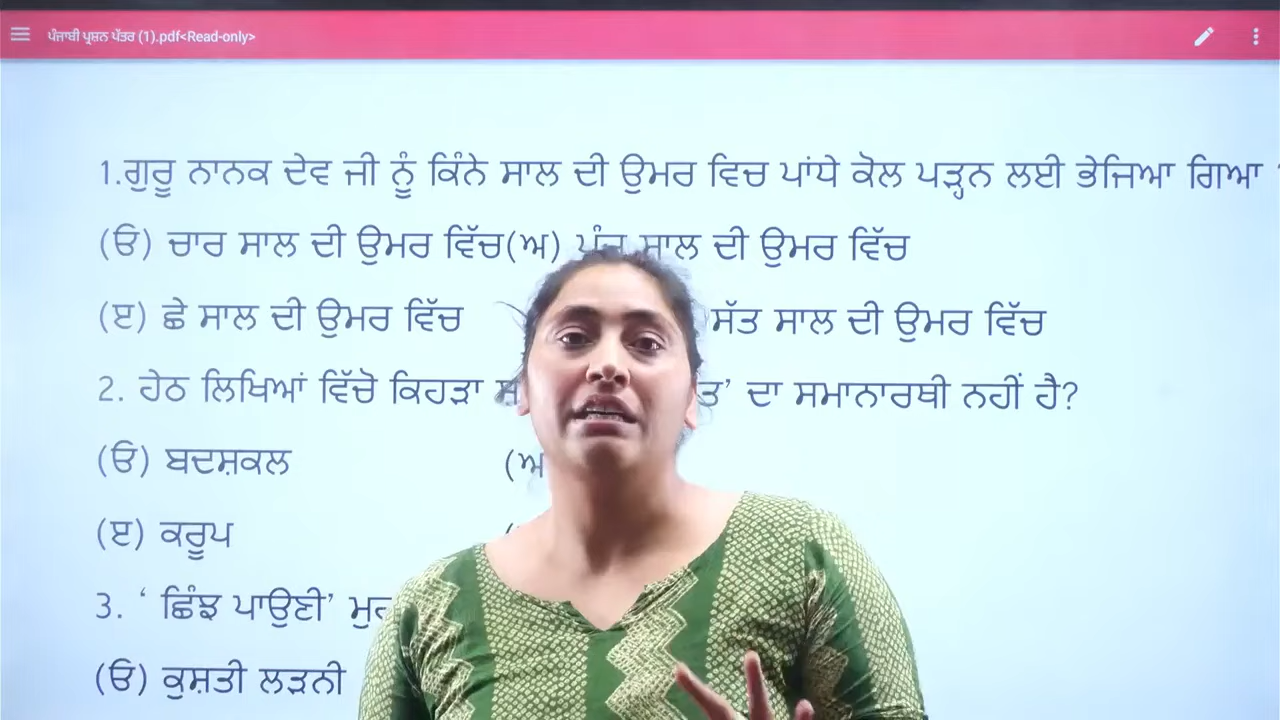 ਪੰਜਾਬੀ ਪ੍ਰਸ਼ਨ ਪੱਤਰ (1).pdf<Read-only>
1.ਗੁਰੂ ਨਾਨਕ ਦੇਵ ਜੀ ਨੂੰ ਕਿੰਨੇ ਸਾਲ ਦੀ ਉਮਰ ਵਿਚ ਪਾਂਧੇ ਕੋਲ ਪੜ੍ਹਨ ਲਈ ਭੇਜਿਆ ਗਿਆ
(ੳ) ਚਾਰ ਸਾਲ ਦੀ ਉਮਰ ਵਿੱਚ(ਅ) ਪੰਜ ਸਾਲ ਦੀ ਉਮਰ ਵਿੱਚ
(ੲ) ਛੇ ਸਾਲ ਦੀ ਉਮਰ ਵਿੱਚ ਸੱਤ ਸਾਲ ਦੀ ਉਮਰ ਵਿੱਚ
2. ਹੇਠ ਲਿਖਿਆਂ ਵਿੱਚੋ ਕਿਹੜਾ ਦਾ ਸਮਾਨਾਰਥੀ ਨਹੀਂ ਹੈ?
(ੳ) ਬਦਸ਼ਕਲ (ਅ
(ੲ) ਕਰੂਪ
3. ‘ ਛਿੰਝ ਪਾਉਣੀ’
(ੳ) ਕੁਸ਼ਤੀ ਲੜਨੀ